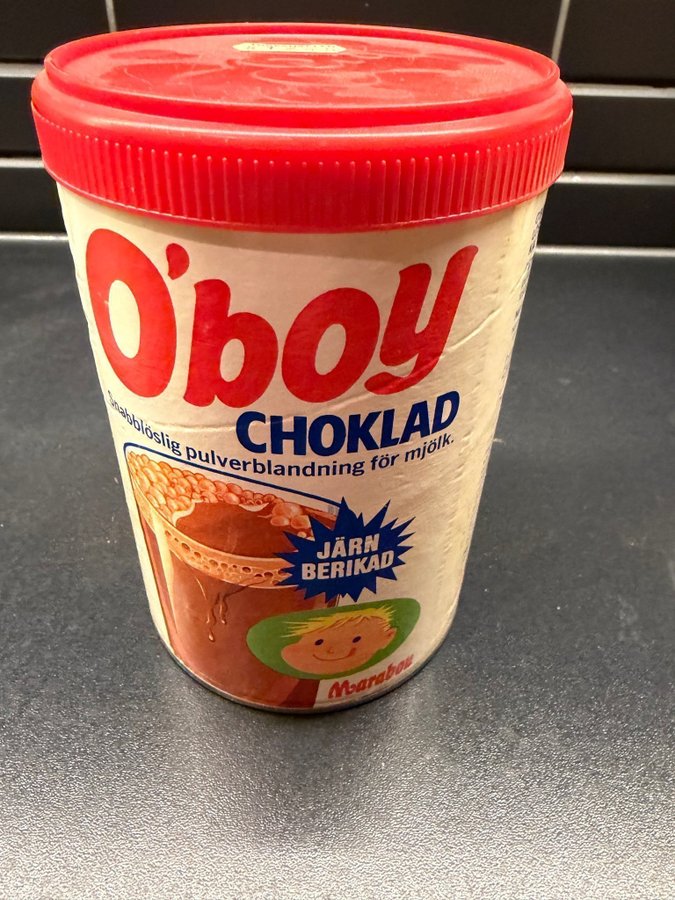 O'boy
CHOKLAD
Snabblöslig pulverblandning för mjölk.
JÄRN
BERIKAD
Marabou